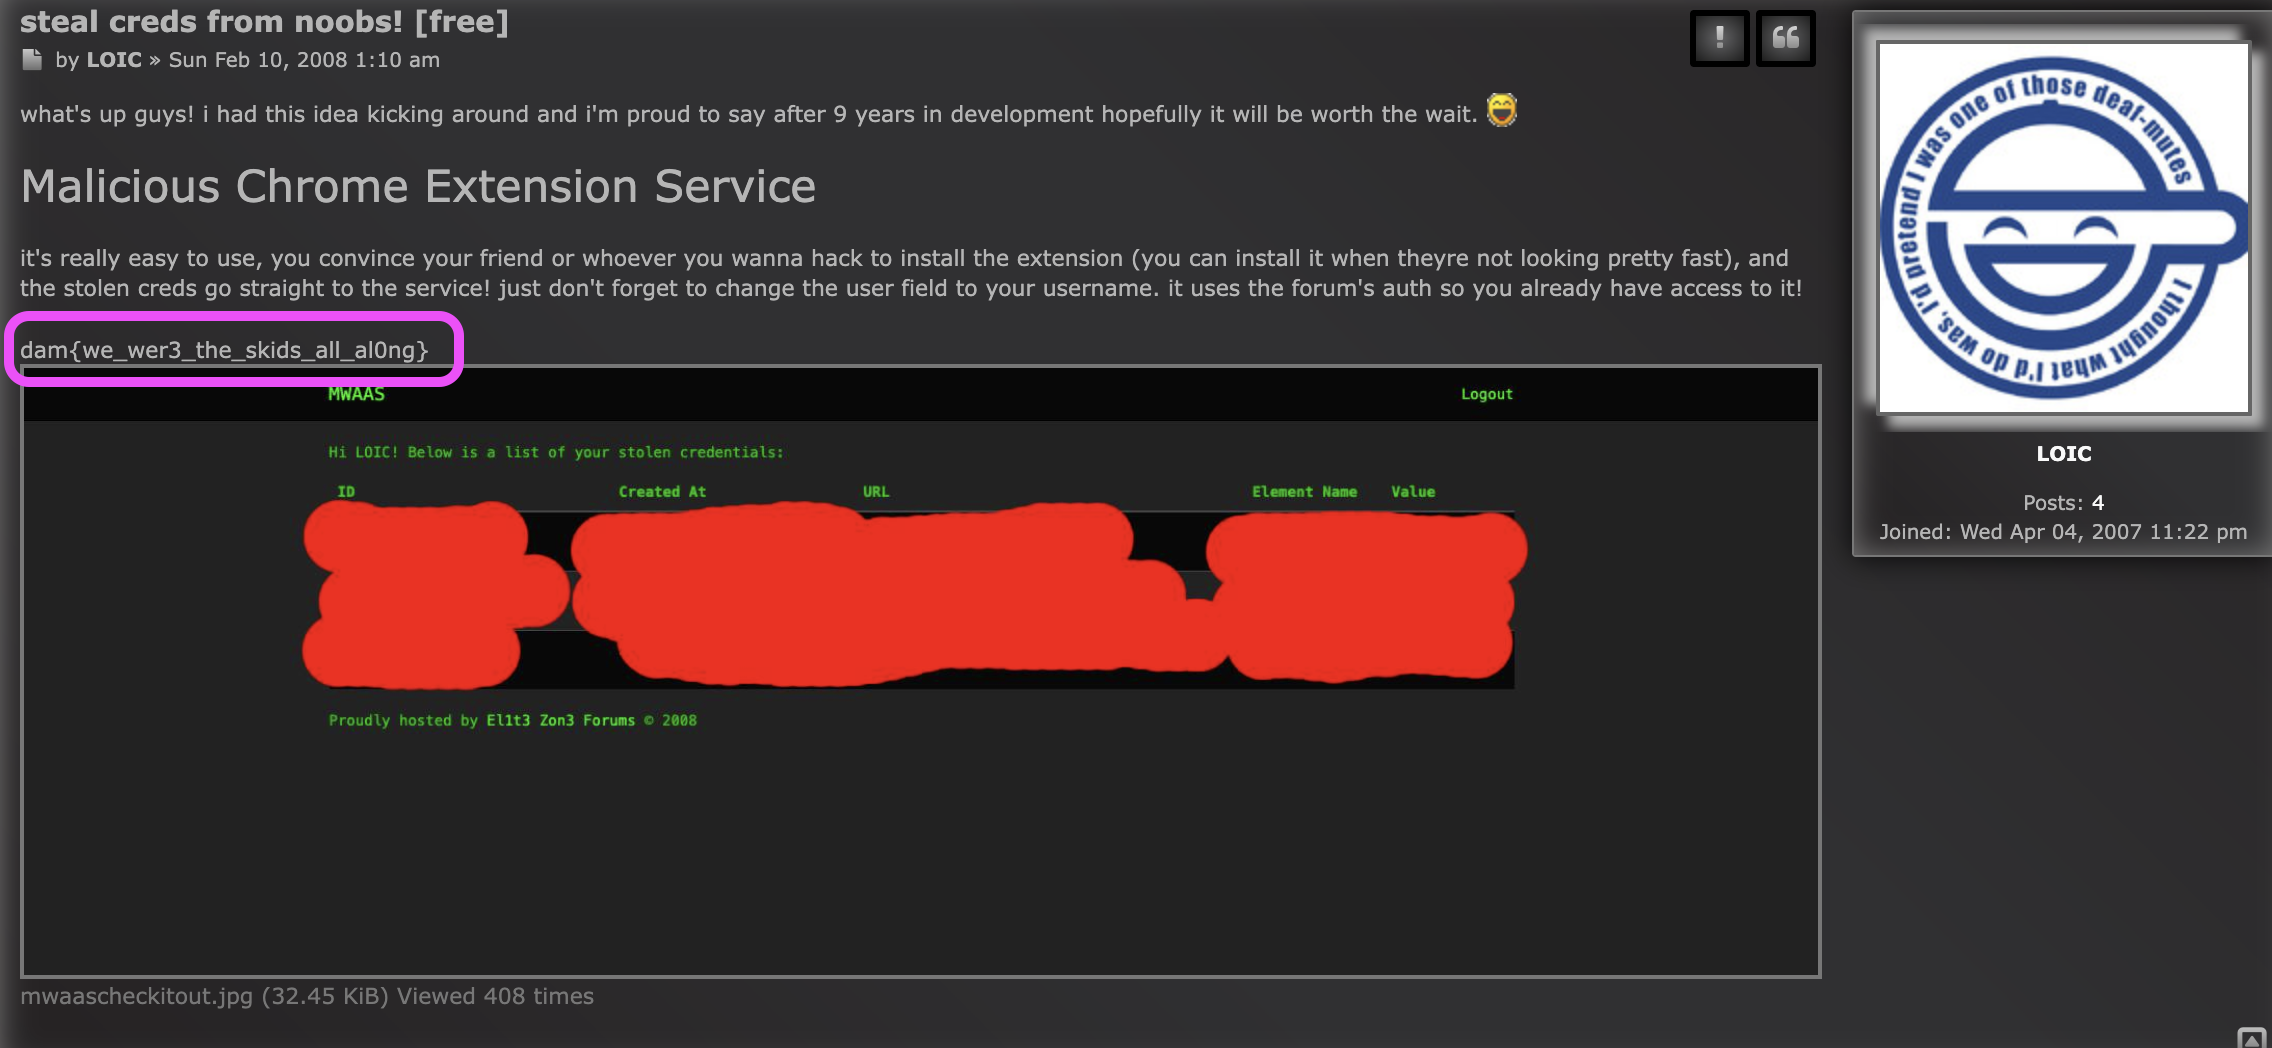 steal creds from noobs! [free]
by LOIC » Sun Feb 10, 2008 1:10 am
what's up guys! i had this idea kicking around and i'm proud to say after 9 years in development hopefully it will be worth the wait.
Malicious Chrome Extension Service
it's really easy to use, you convince your friend or whoever you wanna hack to install the extension (you can install it when theyre not looking pretty fast), and
the stolen creds go straight to the service! just don't forget to change the user field to your username. it uses the forum's auth so you already have access to it!
dam{we_wer3_the_skids_all_al0ng}
MWAAS Logout
Hi LOIC! Below is a list of your stolen credentials:
ID Created At URL Element Name Value
Proudly hosted by El1t3 Zon3 Forums © 2008
mwaascheckitout.jpg (32.45 KiB) Viewed 408 times
I thought what I'd do was, I'd pretend I was one of those deaf-mutes
LOIC
Posts: 4
Joined: Wed Apr 04, 2007 11:22 pm